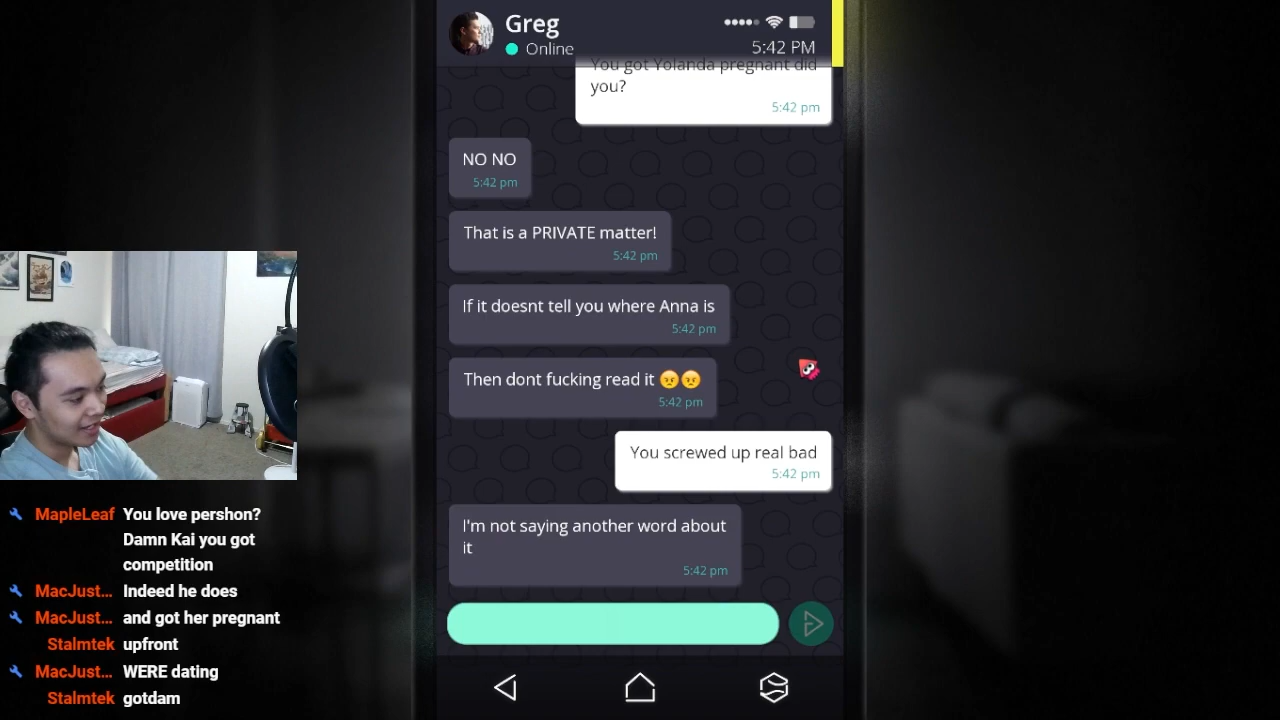 Greg
Online
5:42 PM
You got Yolanda pregnant did
you?
5:42 pm
NO NO
5:42 pm
That is a PRIVATE matter!
5:42 pm
If it doesnt tell you where Anna is
5:42 pm
Then dont fucking read it 😠😠
5:42 pm
You screwed up real bad
5:42 pm
I'm not saying another word about
it
5:42 pm
MapleLeaf You love pershon?
Damn Kai you got
competition
MacJust... Indeed he does
MacJust... and got her pregnant
Stalmtek upfront
MacJust... WERE dating
Stalmtek gotdam